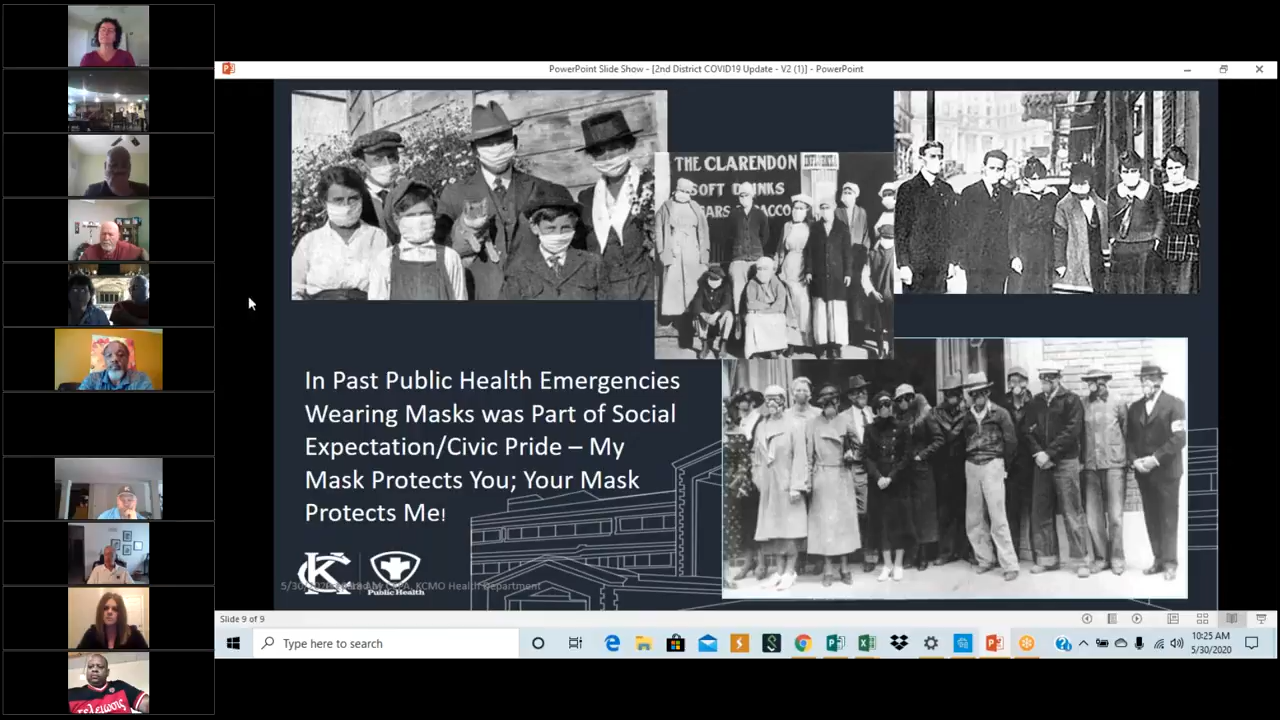 PowerPoint Slide Show - [2nd District COVID19 Update - V2 (1)] - PowerPoint
THE CLARENDON
SOFT DRINKS
In Past Public Health Emergencies
Wearing Masks was Part of Social
Expectation/Civic Pride – My
Mask Protects You; Your Mask
Protects Me!
KC
Public Health
KCMO Health Department
Slide 9 of 9
Type here to search
10:25 AM
5/30/2020
τελειωσις